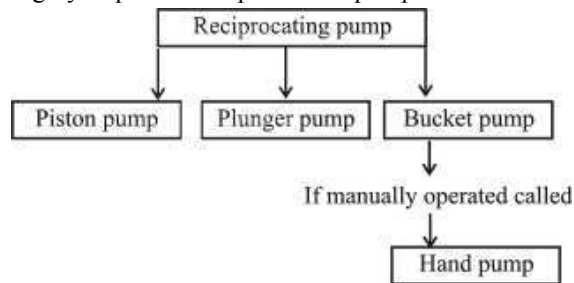 Reciprocating pump
Piston pump Plunger pump Bucket pump
If manually operated called
Hand pump